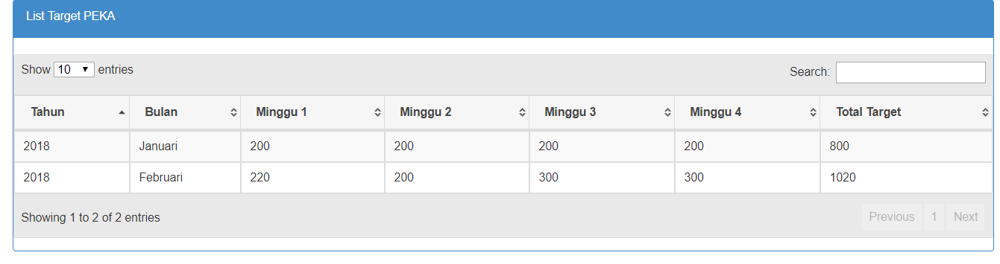 List Target PEKA
Show 10 entries Search:
Tahun Bulan Minggu 1 Minggu 2 Minggu 3 Minggu 4 Total Target
2018 Januari 200 200 200 200 800
2018 Februari 220 200 300 300 1020
Showing 1 to 2 of 2 entries Previous 1 Next